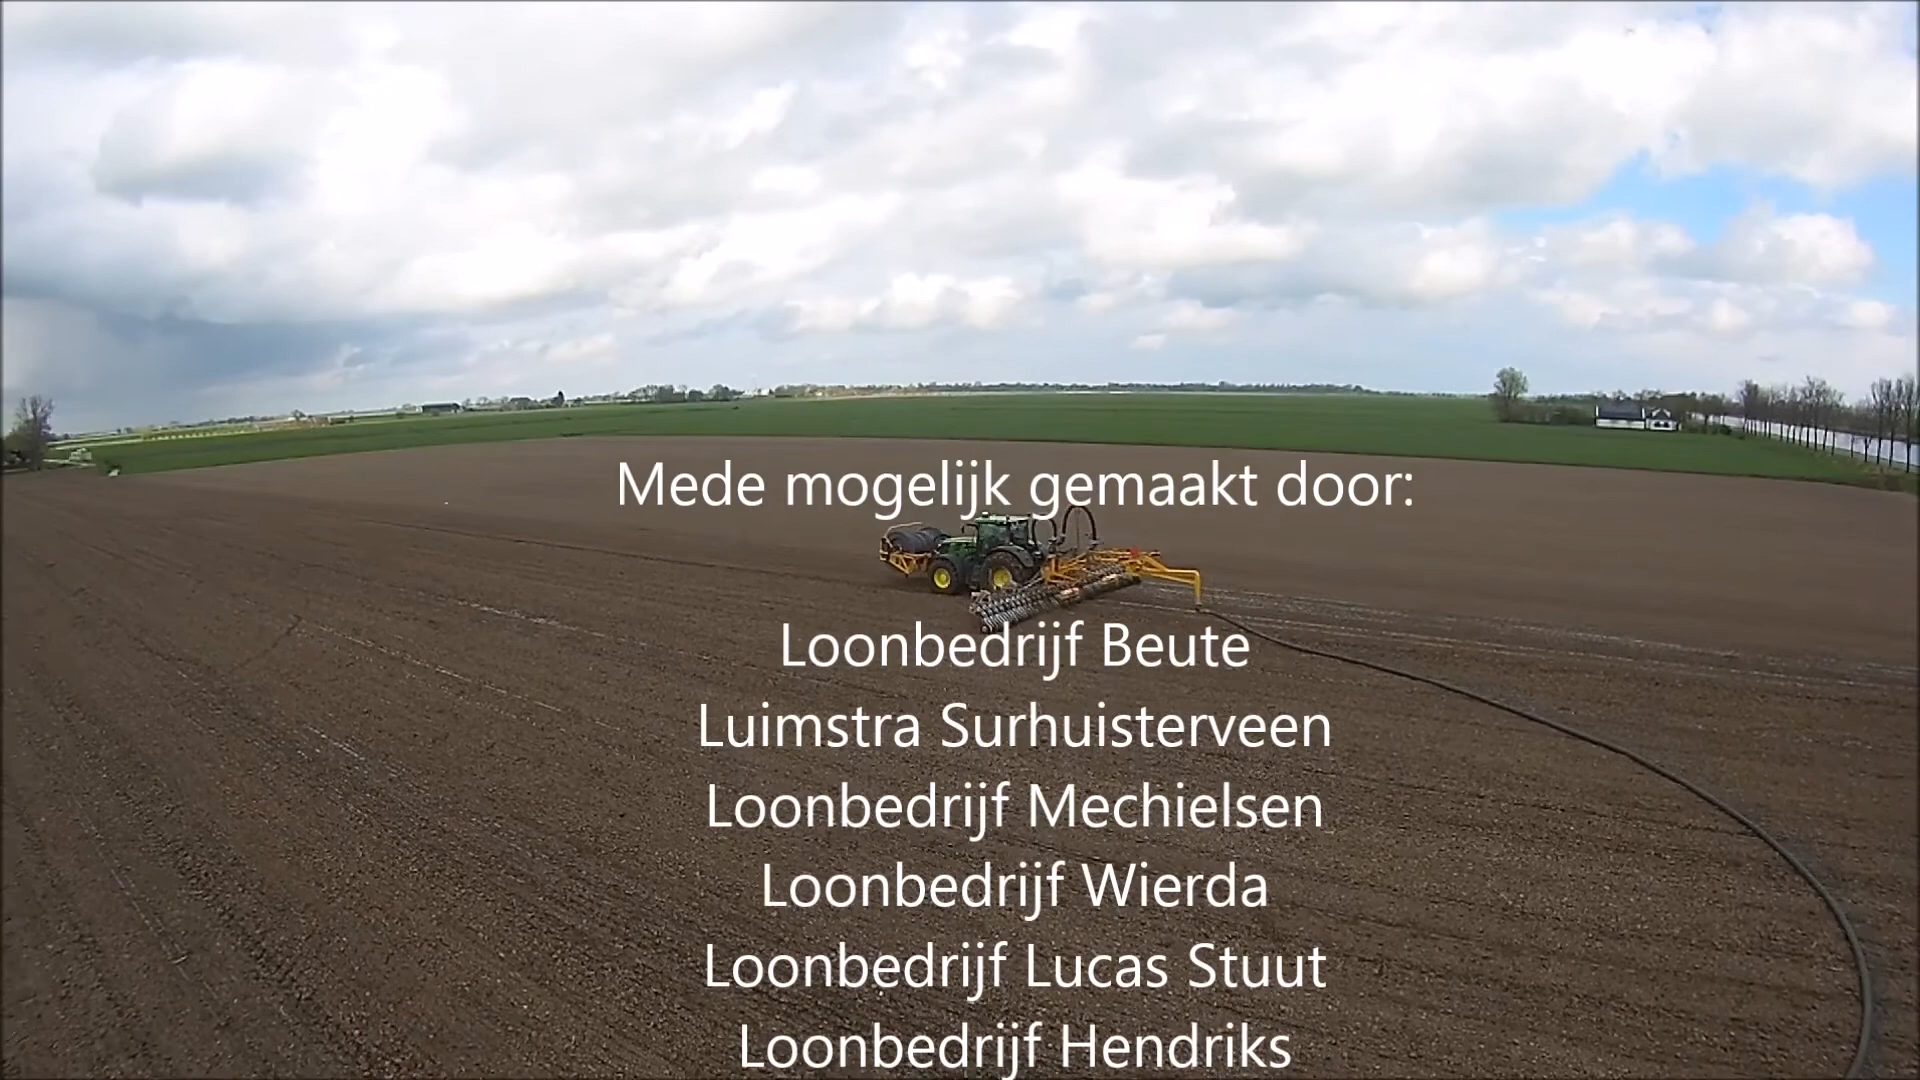 Mede mogelijk gemaakt door:
Loonbedrijf Beute
Luimstra Surhuisterveen
Loonbedrijf Mechielsen
Loonbedrijf Wierda
Loonbedrijf Lucas Stuut
Loonbedrijf Hendriks